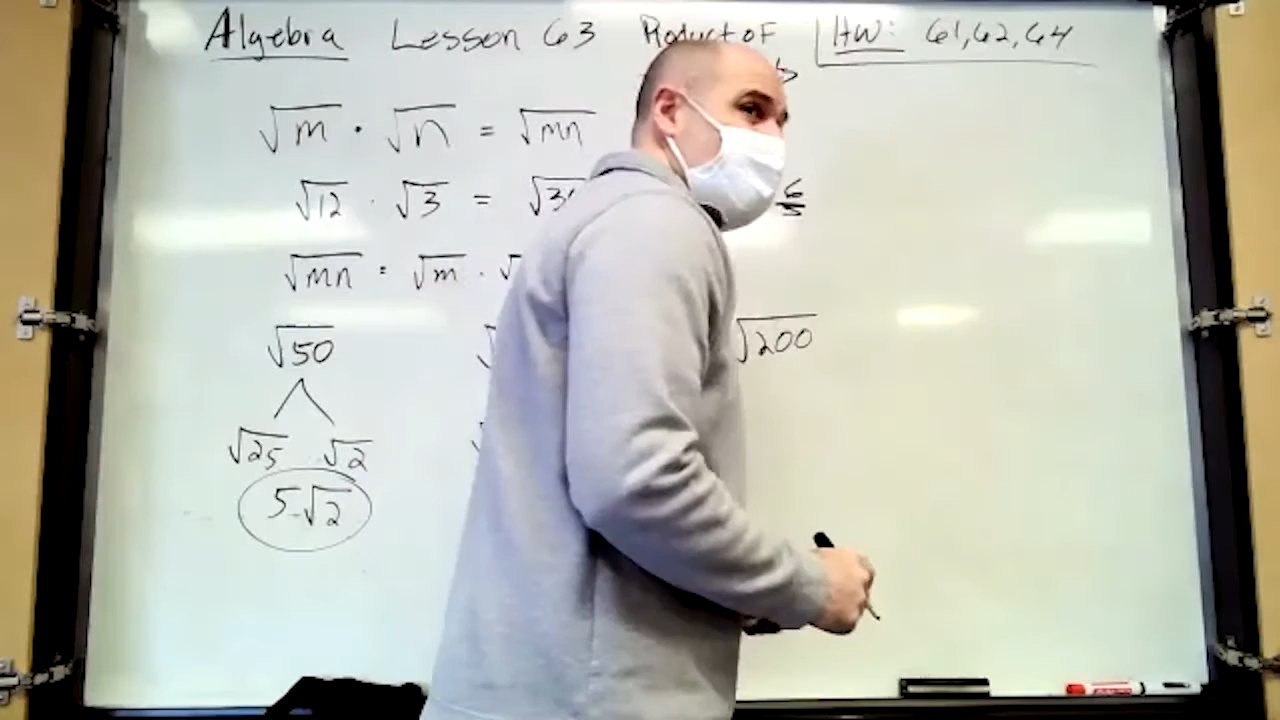 Algebra Lesson 63 Product of HW: 61, 62, 64
√m · √n = √mn
√12 · √3 = √36
√mn = √m ·
√50
√200
√25 · √2
5√2